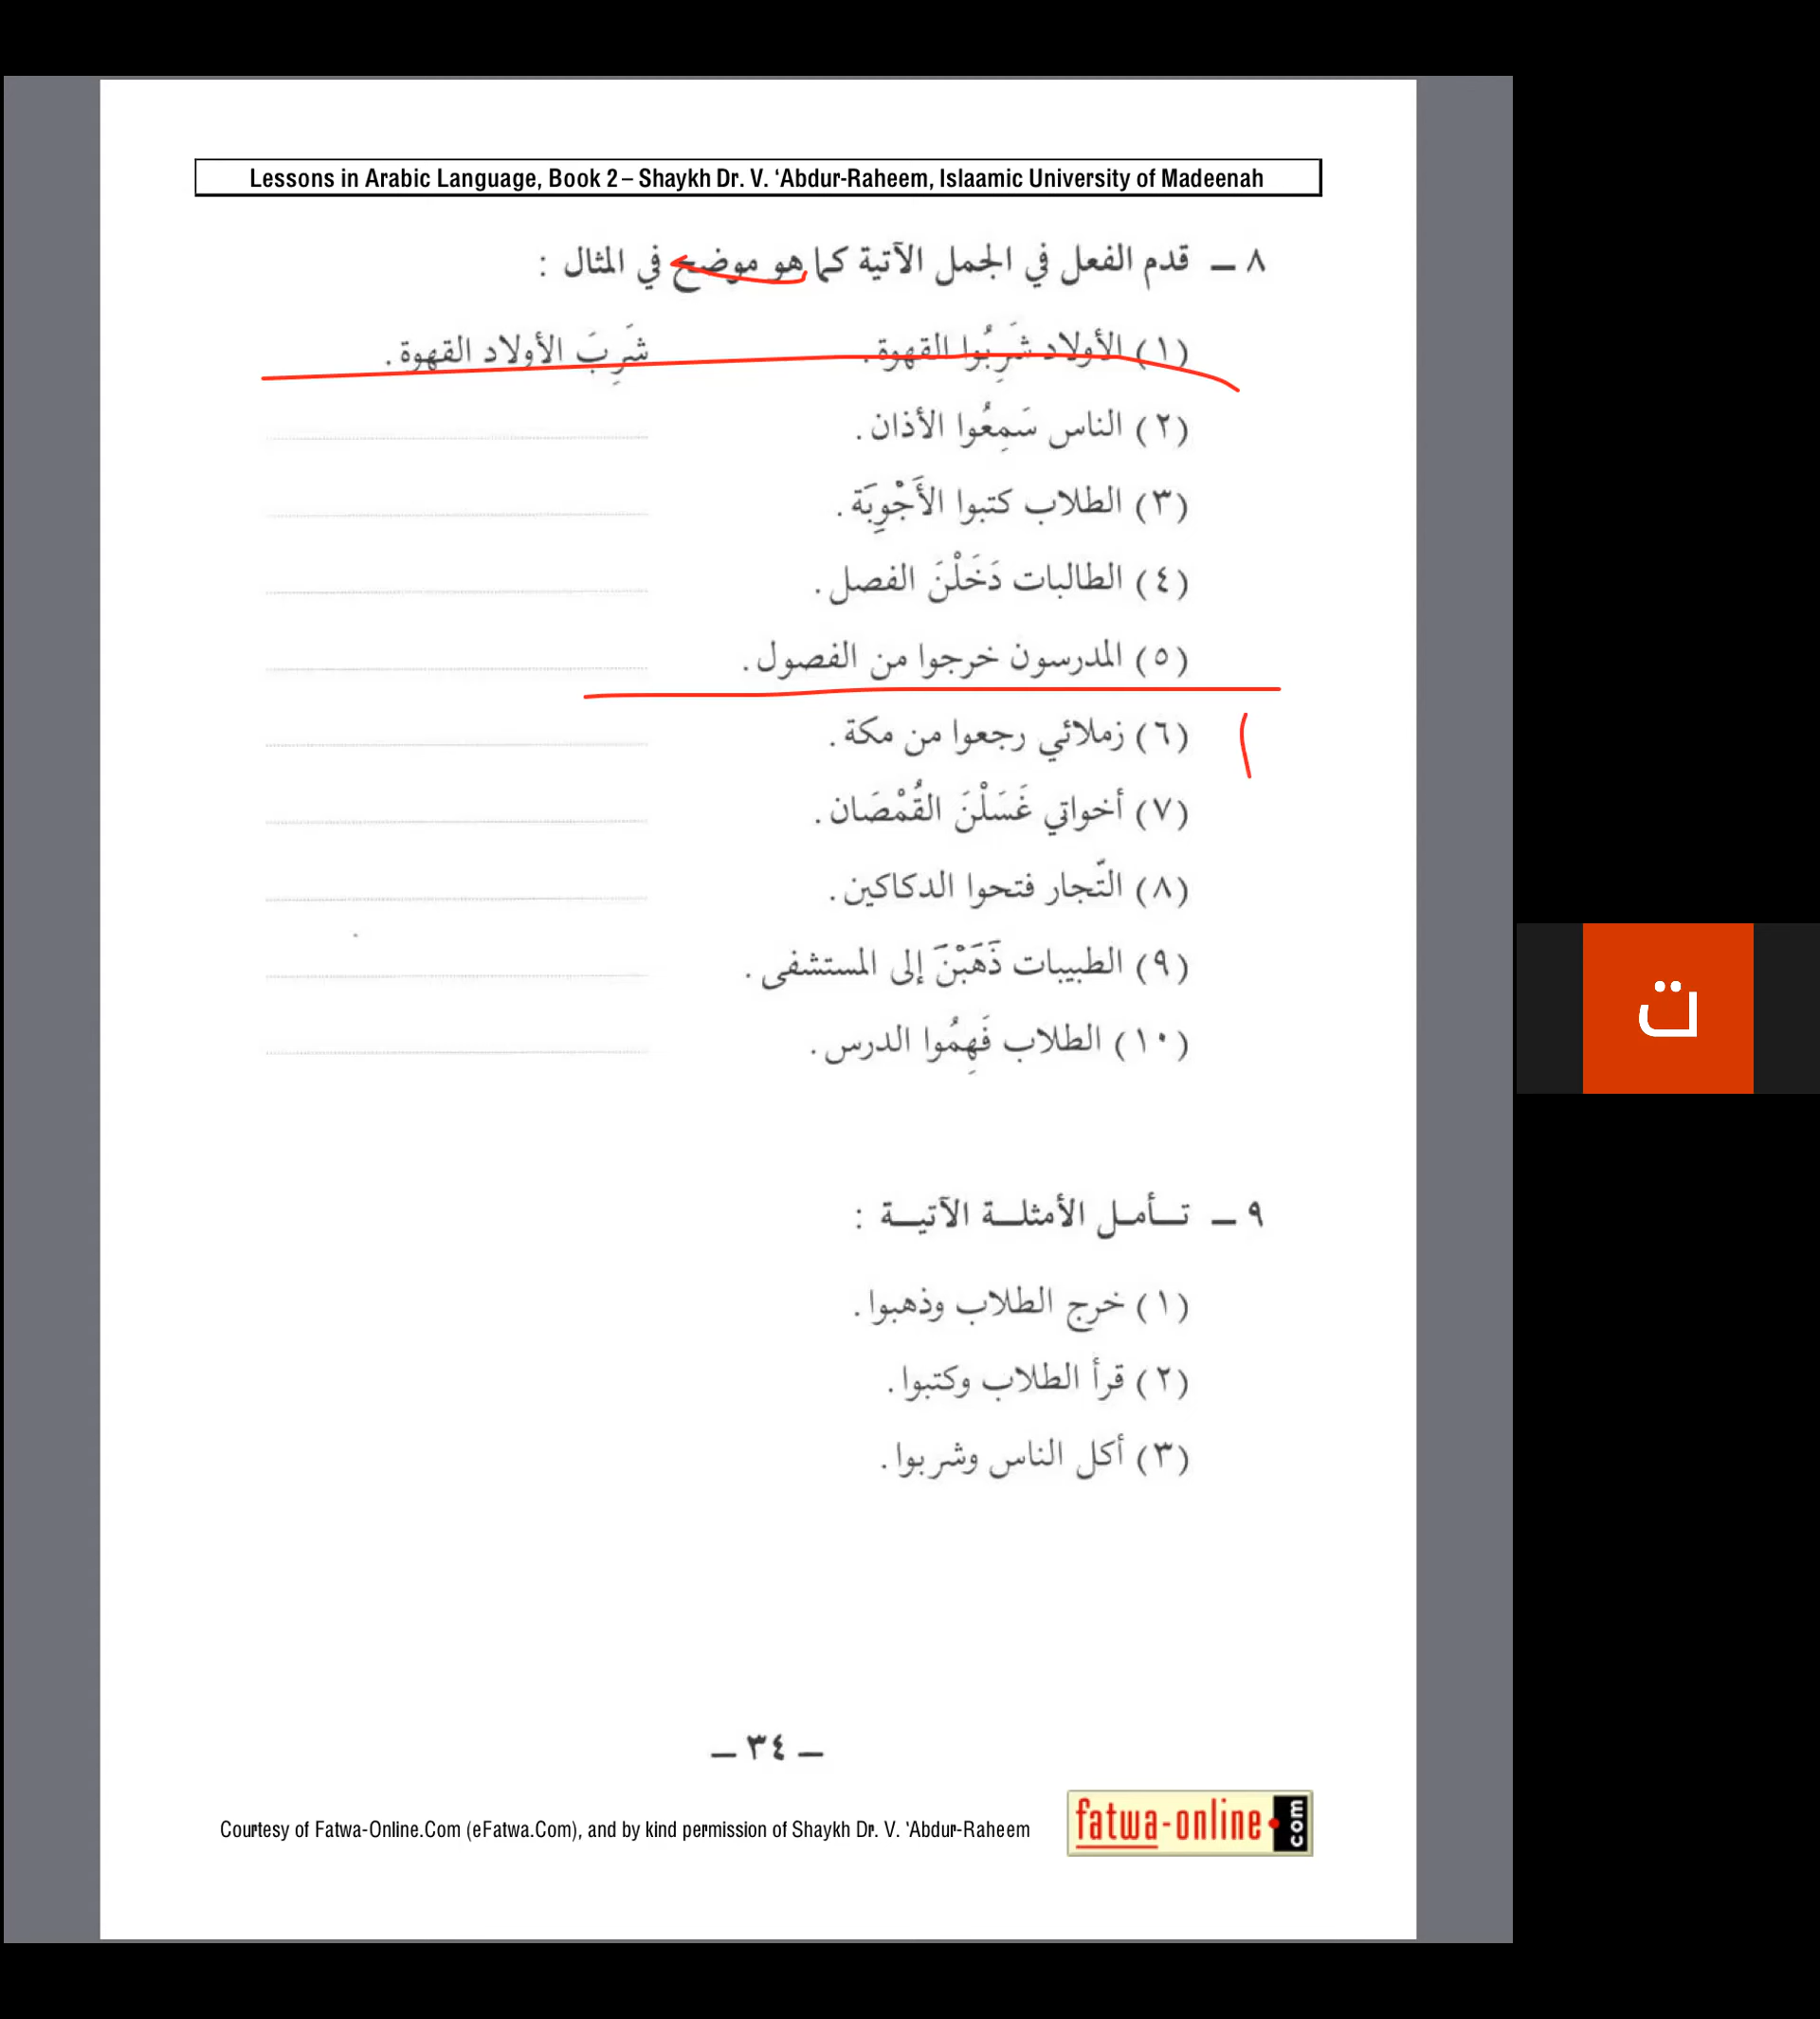 Lessons in Arabic Language, Book 2 – Shaykh Dr. V. ‘Abdur-Raheem, Islaamic University of Madeenah
٨ ـ قدم الفعل في الجمل الآتية كما هو موضح في المثال :
(١) الأولاد شَرِبُوا القهوة. شَرِبَ الأولاد القهوة.
(٢) الناس سَمِعُوا الأذان.
(٣) الطلاب كتبوا الأَجْوِبَة.
(٤) الطالبات دَخَلْنَ الفصل.
(٥) المدرسون خرجوا من الفصول.
(٦) زملائي رجعوا من مكة.
(٧) أخواتي غَسَلْنَ القُمْصَان.
(٨) التّجار فتحوا الدكاكين.
(٩) الطبيبات ذَهَبْنَ إلى المستشفى.
(١٠) الطلاب فَهِمُوا الدرس.
ت
٩ ـ تـأمـل الأمثلـة الآتيـة :
(١) خرج الطلاب وذهبوا.
(٢) قرأ الطلاب وكتبوا.
(٣) أكل الناس وشربوا.
ـ ٣٤ ـ
Courtesy of Fatwa-Online.Com (eFatwa.Com), and by kind permission of Shaykh Dr. V. ‘Abdur-Raheem
fatwa-online.com